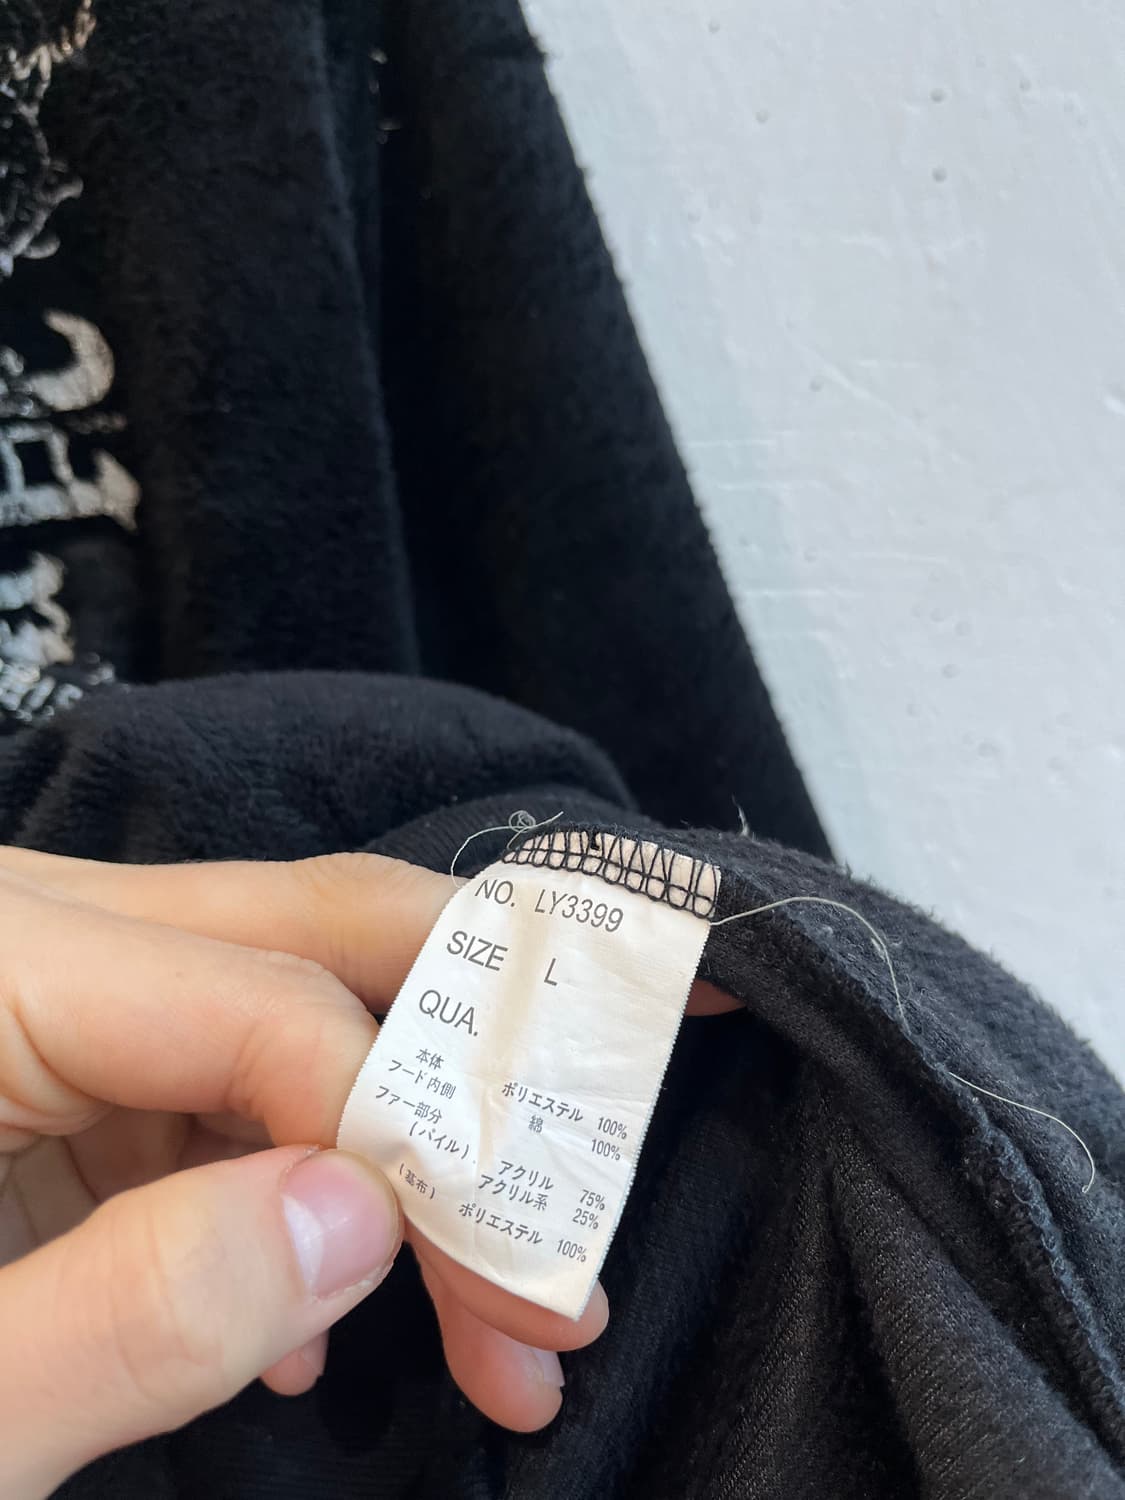 NO. LY3399
SIZE L
QUA.
本体 ポリエステル 100%
フード内側 綿 100%
ファー部分
(パイル) アクリル 75%
アクリル系 25%
(基布) ポリエステル 100%